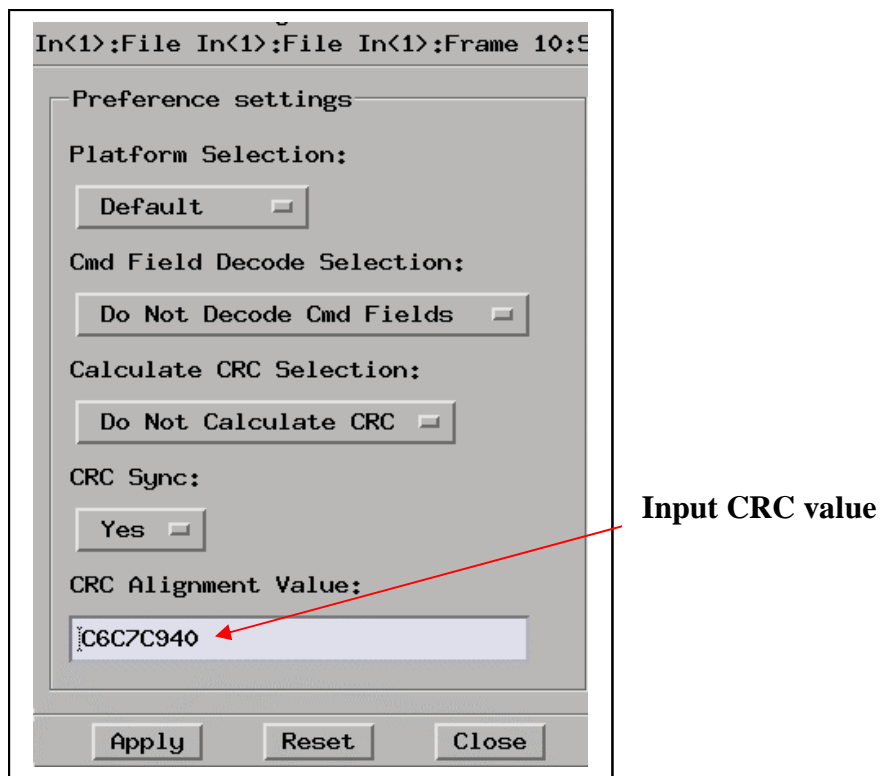 In<1>:File In<1>:File In<1>:Frame 10:S
Preference settings
Platform Selection:
Default
Cmd Field Decode Selection:
Do Not Decode Cmd Fields
Calculate CRC Selection:
Do Not Calculate CRC
CRC Sync:
Yes
Input CRC value
CRC Alignment Value:
C6C7C940
Apply Reset Close